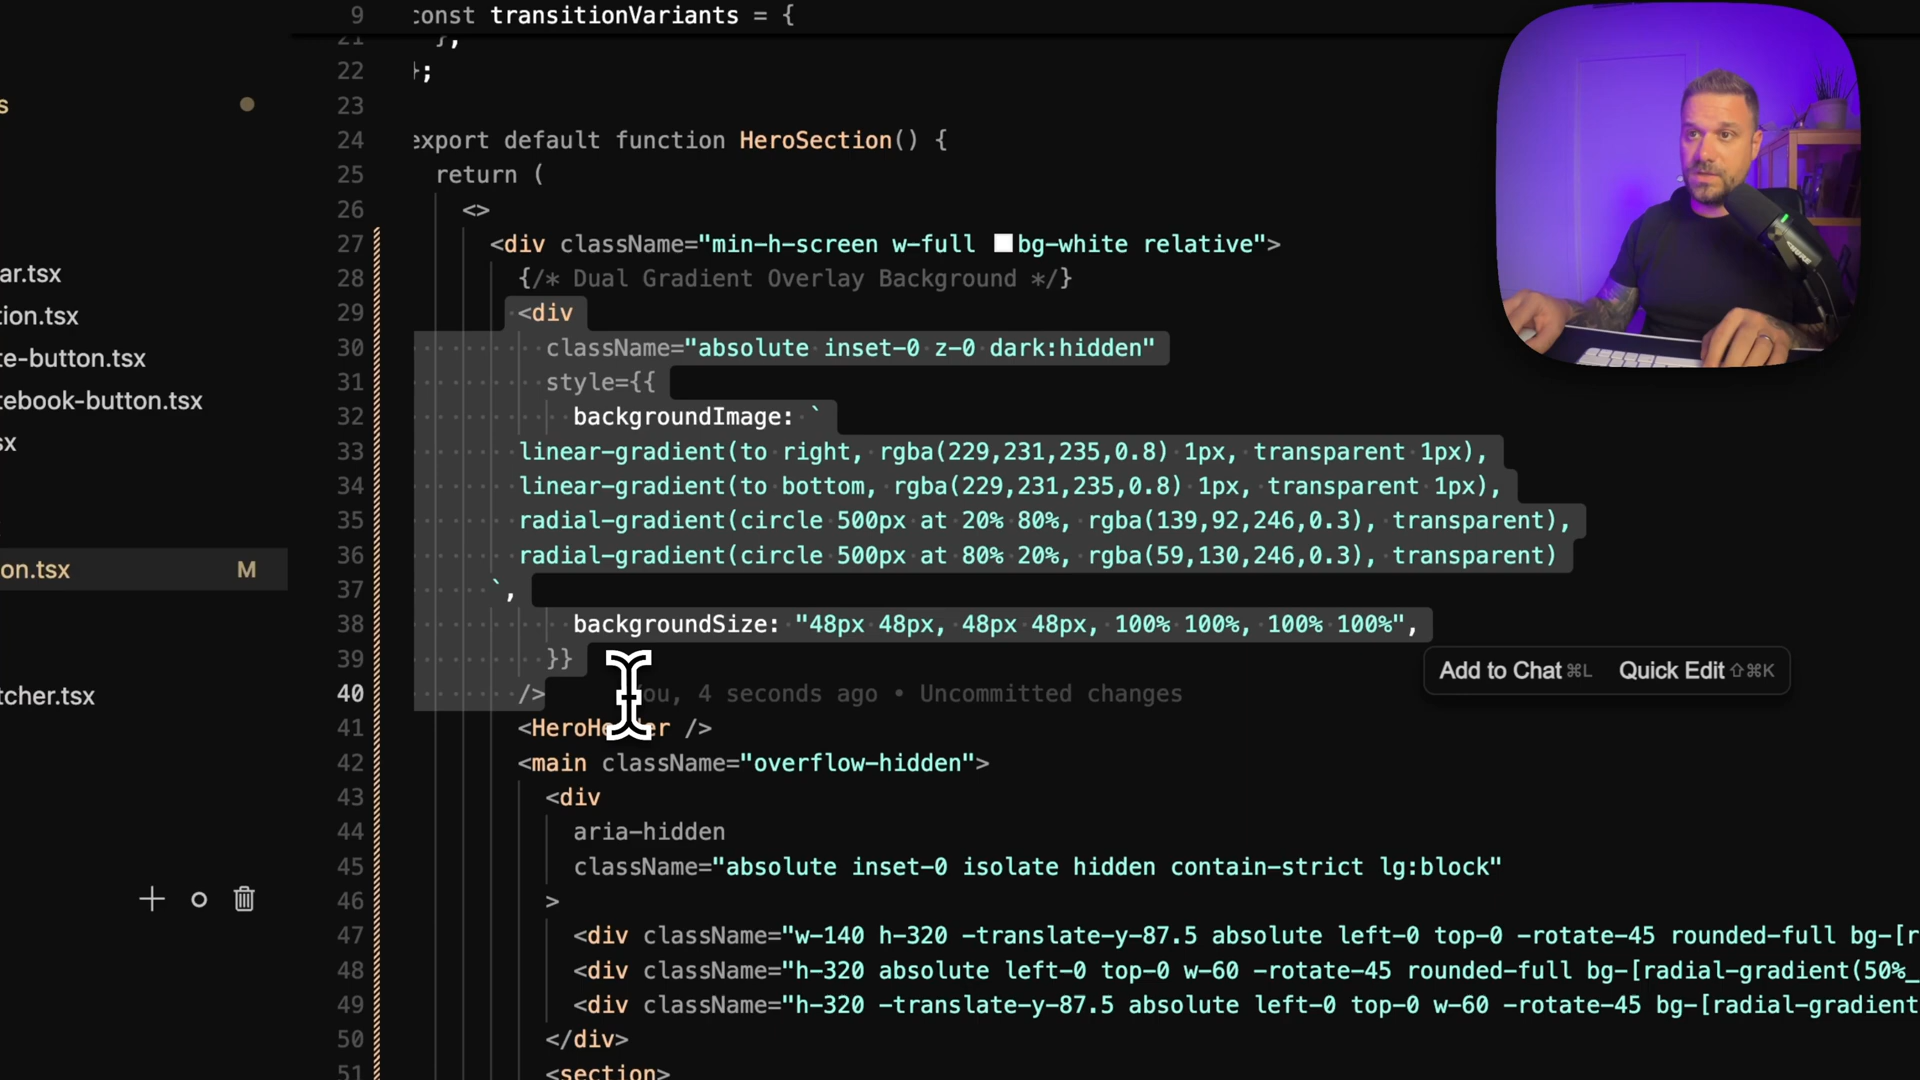 9 const transitionVariants = {
21 },
22 };
23
24 export default function HeroSection() {
25 return (
26 <>
27 <div className="min-h-screen w-full bg-white relative">
28 {/* Dual Gradient Overlay Background */}
29 <div
30 className="absolute inset-0 z-0 dark:hidden"
31 style={{
32 backgroundImage: `
33 linear-gradient(to right, rgba(229,231,235,0.8) 1px, transparent 1px),
34 linear-gradient(to bottom, rgba(229,231,235,0.8) 1px, transparent 1px),
35 radial-gradient(circle 500px at 20% 80%, rgba(139,92,246,0.3), transparent),
36 radial-gradient(circle 500px at 80% 20%, rgba(59,130,246,0.3), transparent)
37 `,
38 backgroundSize: "48px 48px, 48px 48px, 100% 100%, 100% 100%",
39 }}
40 /> You, 4 seconds ago • Uncommitted changes
41 <HeroHeader />
42 <main className="overflow-hidden">
43 <div
44 aria-hidden
45 className="absolute inset-0 isolate hidden contain-strict lg:block"
46 >
47 <div className="w-140 h-320 -translate-y-87.5 absolute left-0 top-0 -rotate-45 rounded-full bg-[r
48 <div className="h-320 absolute left-0 top-0 w-60 -rotate-45 rounded-full bg-[radial-gradient(50%_
49 <div className="h-320 -translate-y-87.5 absolute left-0 top-0 w-60 -rotate-45 bg-[radial-gradient
50 </div>
51 <section>
Add to Chat ⌘L Quick Edit ⇧⌘K
s
ar.tsx
tion.tsx
te-button.tsx
tebook-button.tsx
sx
on.tsx M
tcher.tsx